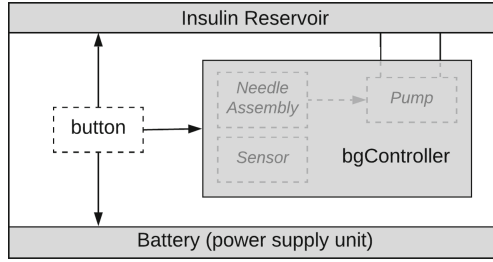 Insulin Reservoir
Needle
Assembly
Pump
button
Sensor
bgController
Battery (power supply unit)